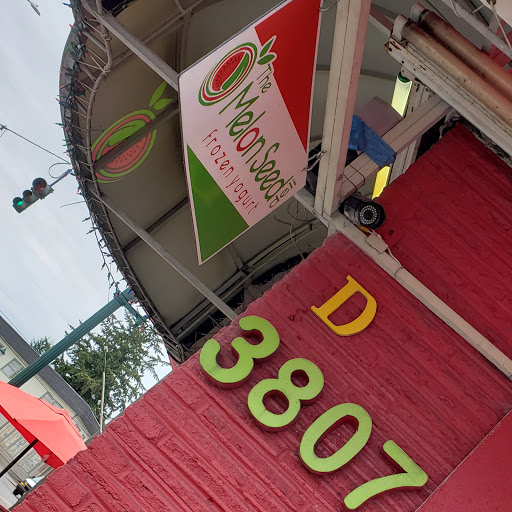 The
MelonSeed
frozen yogurt
D
3807